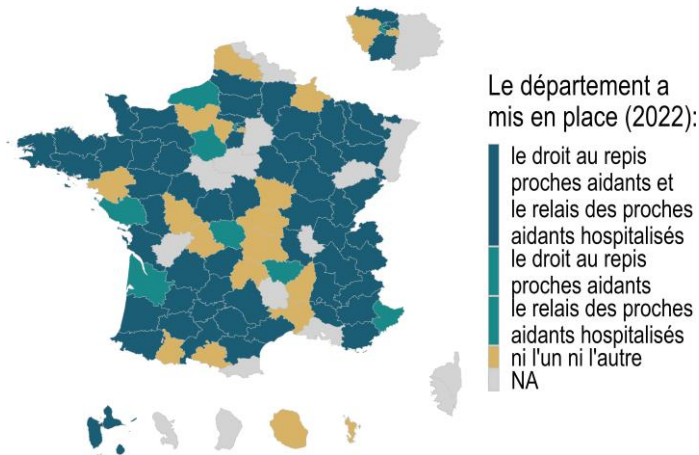 Le département a
mis en place (2022):
le droit au repis
proches aidants et
le relais des proches
aidants hospitalisés
le droit au repis
proches aidants
le relais des proches
aidants hospitalisés
ni l'un ni l'autre
NA